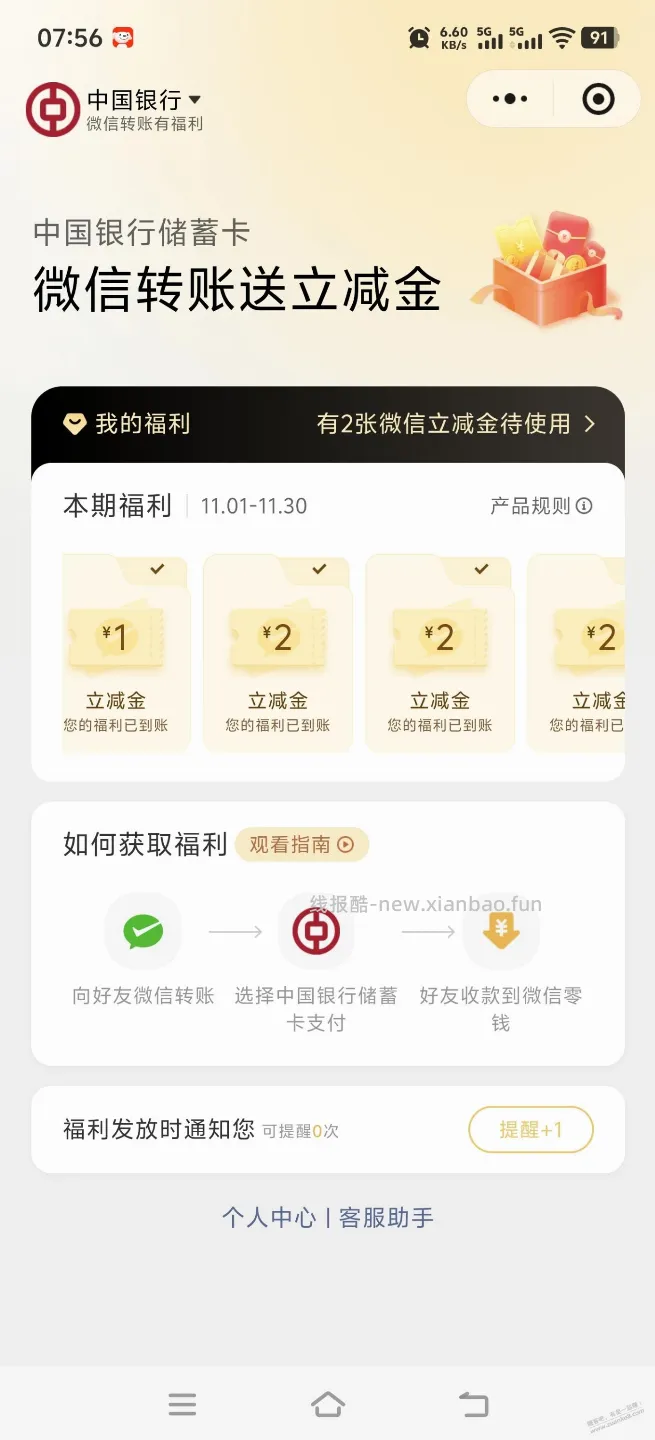 07:56
6.60
KB/s
5G
5G
91
中国银行
微信转账有福利
中国银行储蓄卡
微信转账送立减金
我的福利
有2张微信立减金待使用
本期福利
11.01-11.30
产品规则
¥1
¥2
¥2
¥2
立减金
立减金
立减金
立减金
您的福利已到账
您的福利已到账
您的福利已到账
您的福利已
如何获取福利
观看指南
线报酷-new.xianbao.fun
¥
向好友微信转账
选择中国银行储蓄
卡支付
好友收款到微信零
钱
福利发放时通知您 可提醒0次
提醒+1
个人中心 | 客服助手